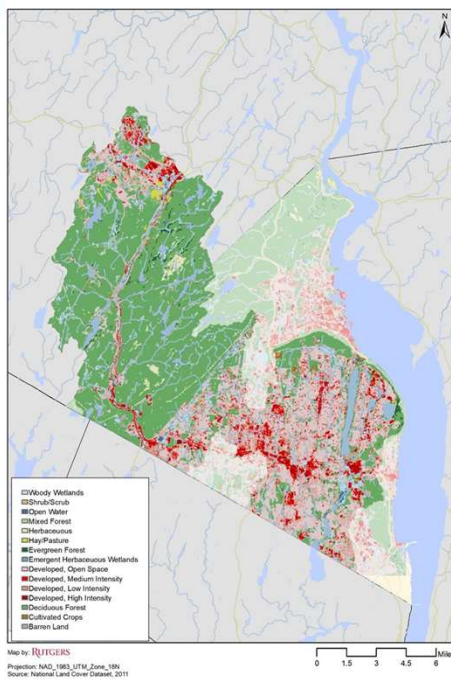 N
Woody Wetlands
Shrub/Scrub
Open Water
Mixed Forest
Herbaceuous
Hay/Pasture
Evergreen Forest
Emergent Herbaceuous Wetlands
Developed, Open Space
Developed, Medium Intensity
Developed, Low Intensity
Developed, High Intensity
Deciduous Forest
Cultivated Crops
Barren Land
Map by: RUTGERS
Projection: NAD_1983_UTM_Zone_18N
Source: National Land Cover Dataset, 2011
0 1.5 3 4.5 6
Mile